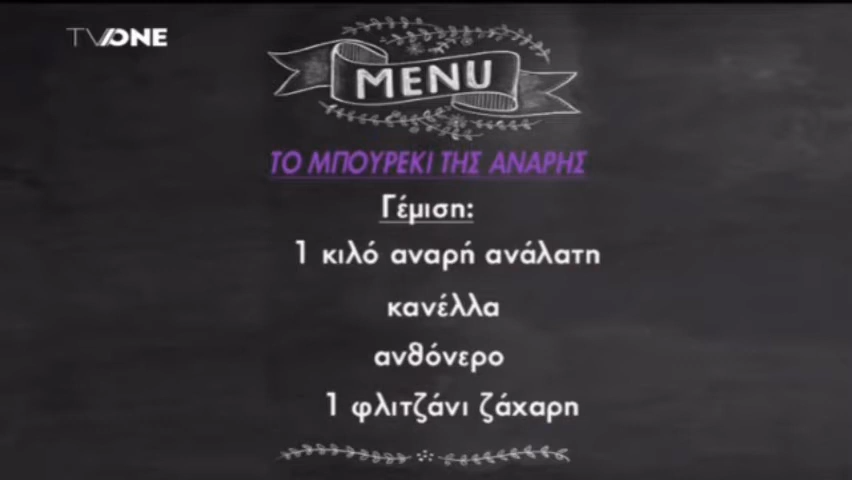 TVONE
MENU
ΤΟ ΜΠΟΥΡΕΚΙ ΤΗΣ ΑΝΑΡΗΣ
Γέμιση:
1 κιλό αναρή ανάλατη
κανέλλα
ανθόνερο
1 φλιτζάνι ζάχαρη